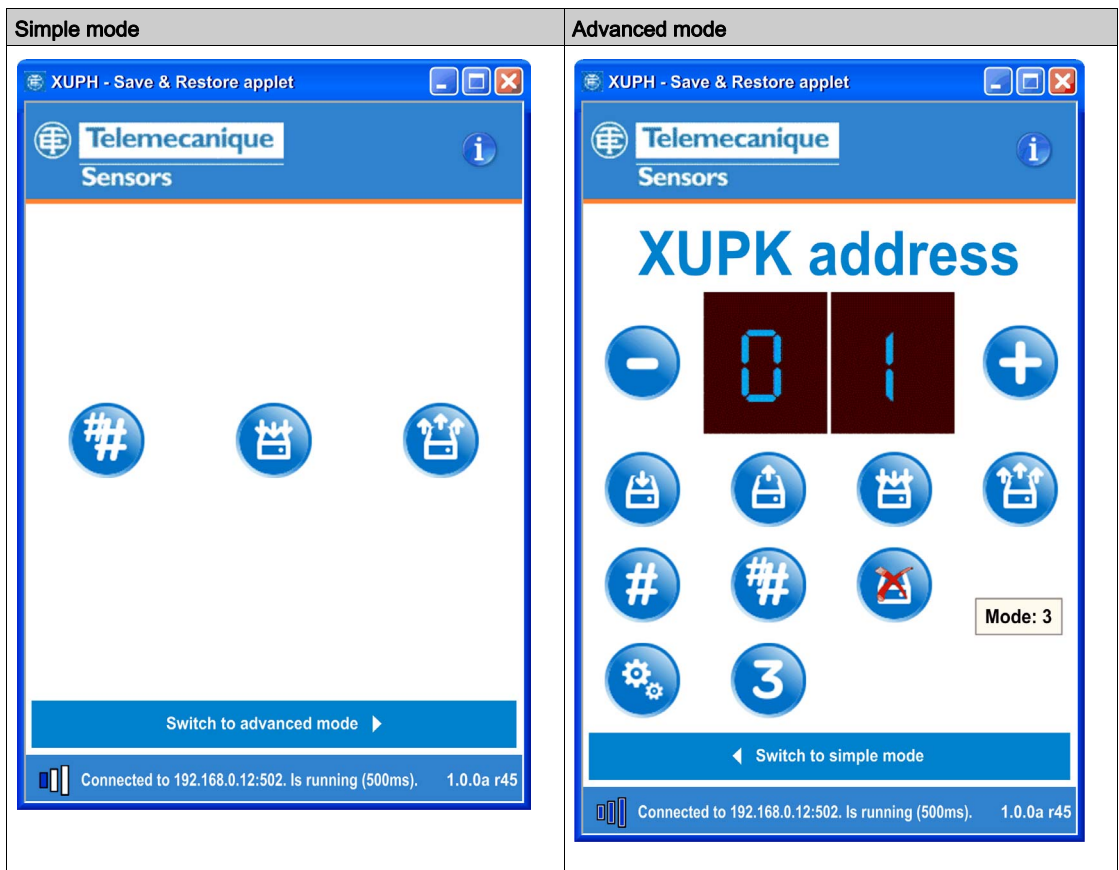 Simple mode
Advanced mode
XUPH - Save & Restore applet
Telemecanique
Sensors
i
##
Switch to advanced mode
Connected to 192.168.0.12:502. Is running (500ms). 1.0.0a r45
XUPH - Save & Restore applet
Telemecanique
Sensors
i
XUPK address
- 01 +
# ##
Mode: 3
3
Switch to simple mode
Connected to 192.168.0.12:502. Is running (500ms). 1.0.0a r45